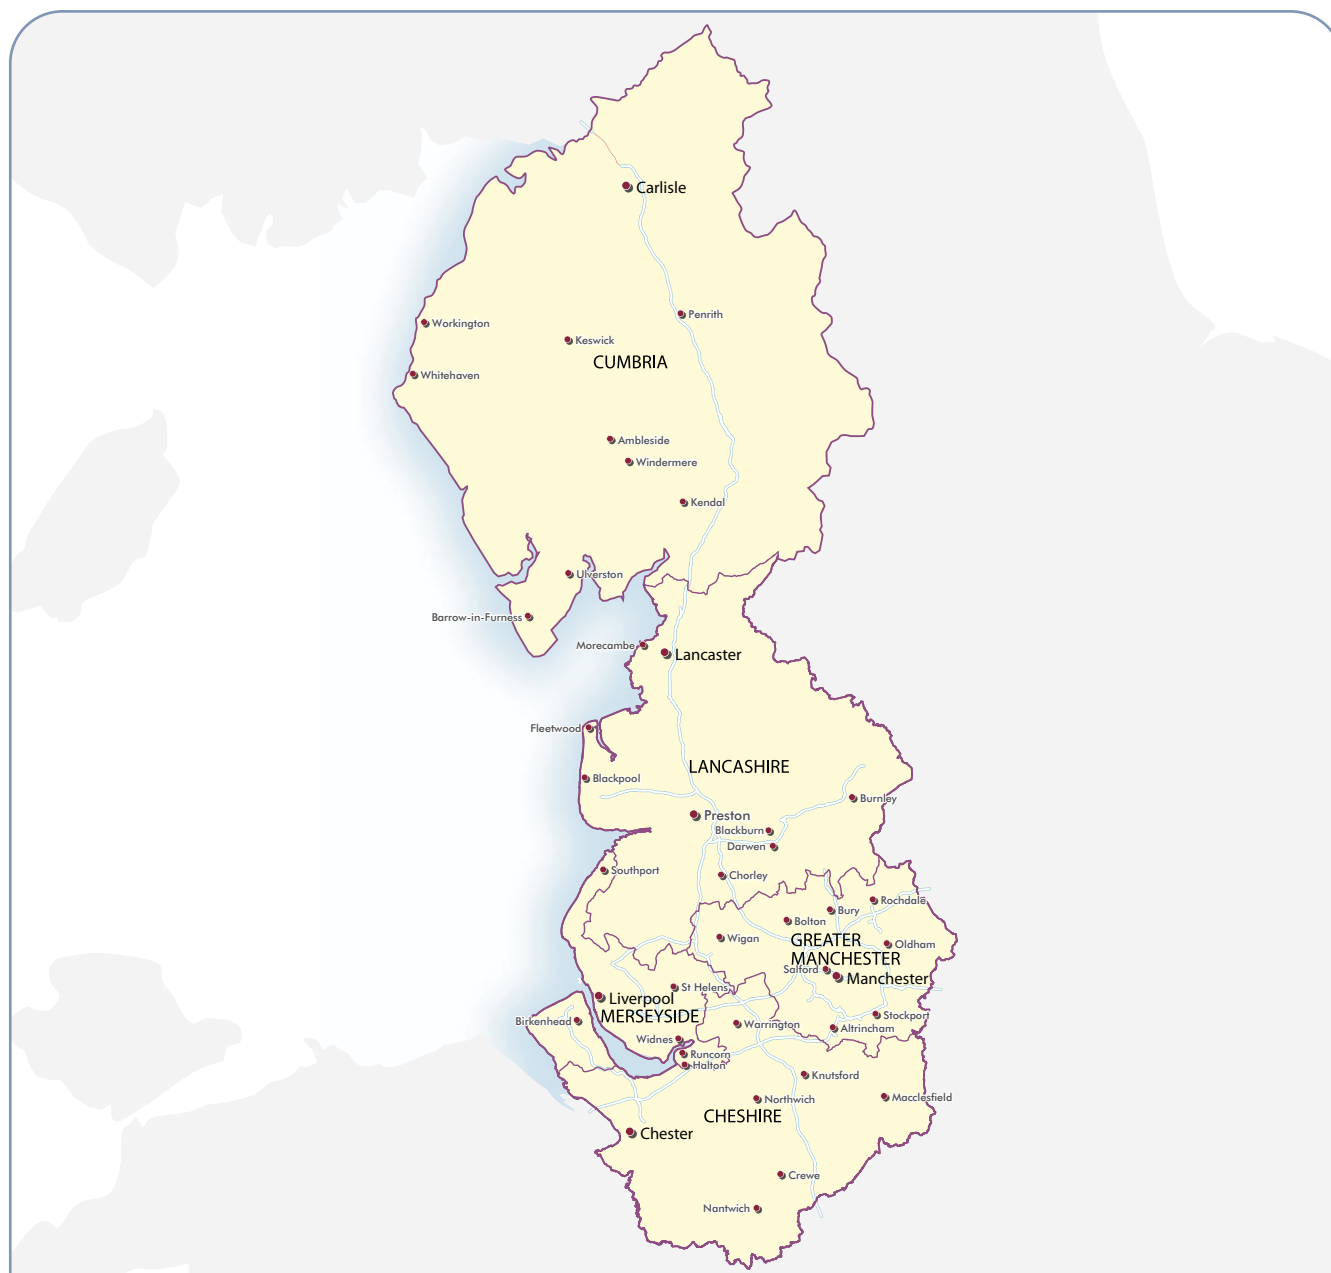 Carlisle
Penrith
Workington
Keswick
CUMBRIA
Whitehaven
Ambleside
Windermere
Kendal
Ulverston
Barrow-in-Furness
Morecambe
Lancaster
Fleetwood
LANCASHIRE
Blackpool
Burnley
Preston
Blackburn
Darwen
Southport
Chorley
Rochdale
Bury
Bolton
Wigan
GREATER
MANCHESTER
Oldham
Salford
Manchester
St Helens
Liverpool
MERSEYSIDE
Birkenhead
Stockport
Warrington
Altrincham
Widnes
Runcorn
Halton
Knutsford
Macclesfield
Northwich
CHESHIRE
Chester
Crewe
Nantwich